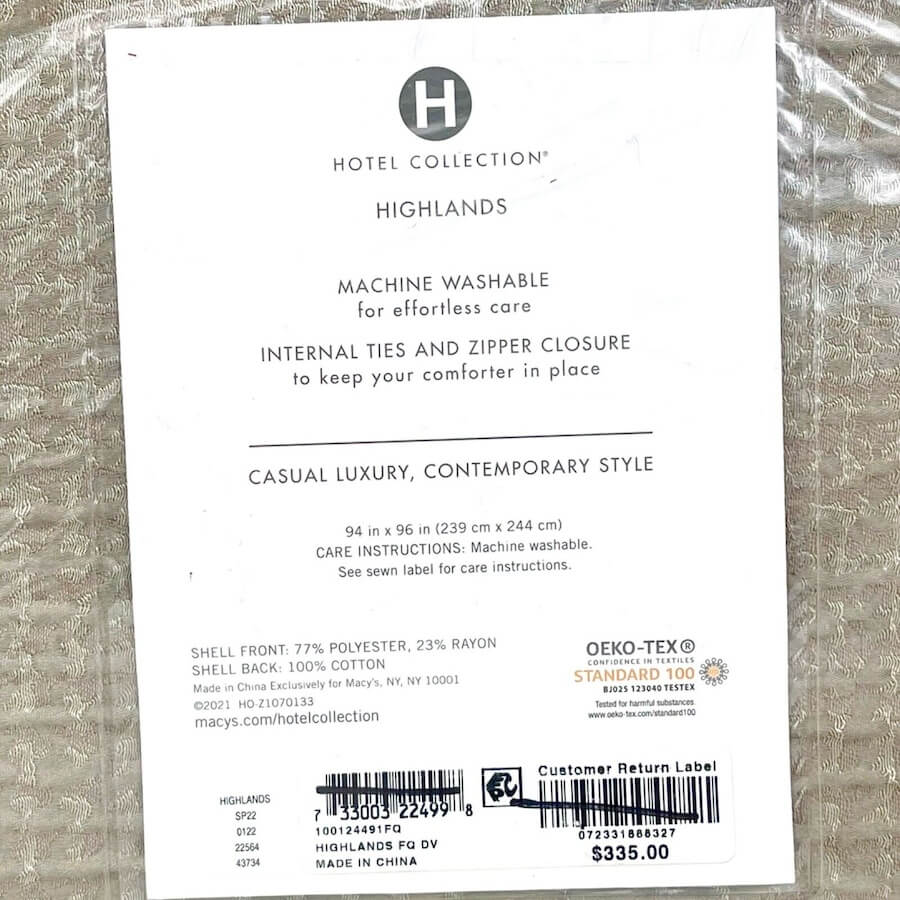 H
HOTEL COLLECTION®
HIGHLANDS
MACHINE WASHABLE
for effortless care
INTERNAL TIES AND ZIPPER CLOSURE
to keep your comforter in place
CASUAL LUXURY, CONTEMPORARY STYLE
94 in x 96 in (239 cm x 244 cm)
CARE INSTRUCTIONS: Machine washable.
See sewn label for care instructions.
SHELL FRONT: 77% POLYESTER, 23% RAYON
SHELL BACK: 100% COTTON
Made in China Exclusively for Macy's, NY, NY 10001
©2021 HO-Z1070133
macys.com/hotelcollection
OEKO-TEX®
CONFIDENCE IN TEXTILES
STANDARD 100
BJ025 123040 TESTEX
Tested for harmful substances.
www.oeko-tex.com/standard100
HIGHLANDS
SP22
0122
22564
43734
7 33003 22499 8
100124491FQ
HIGHLANDS FQ DV
MADE IN CHINA
Customer Return Label
072331888327
$335.00